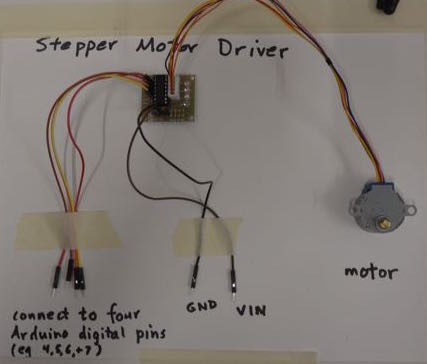 Stepper Motor Driver
motor
GND VIN
connect to four
Arduino digital pins
(eg 4,5,6,+7)